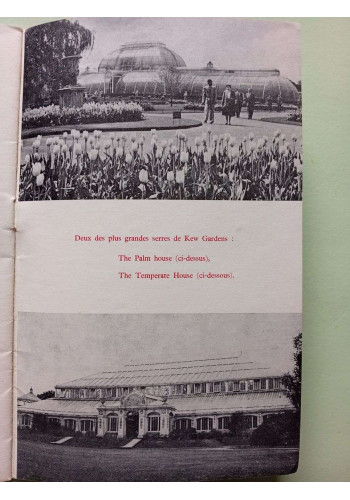 Deux des plus grandes serres de Kew Gardens :
The Palm house (ci-dessus),
The Temperate House (ci-dessous).